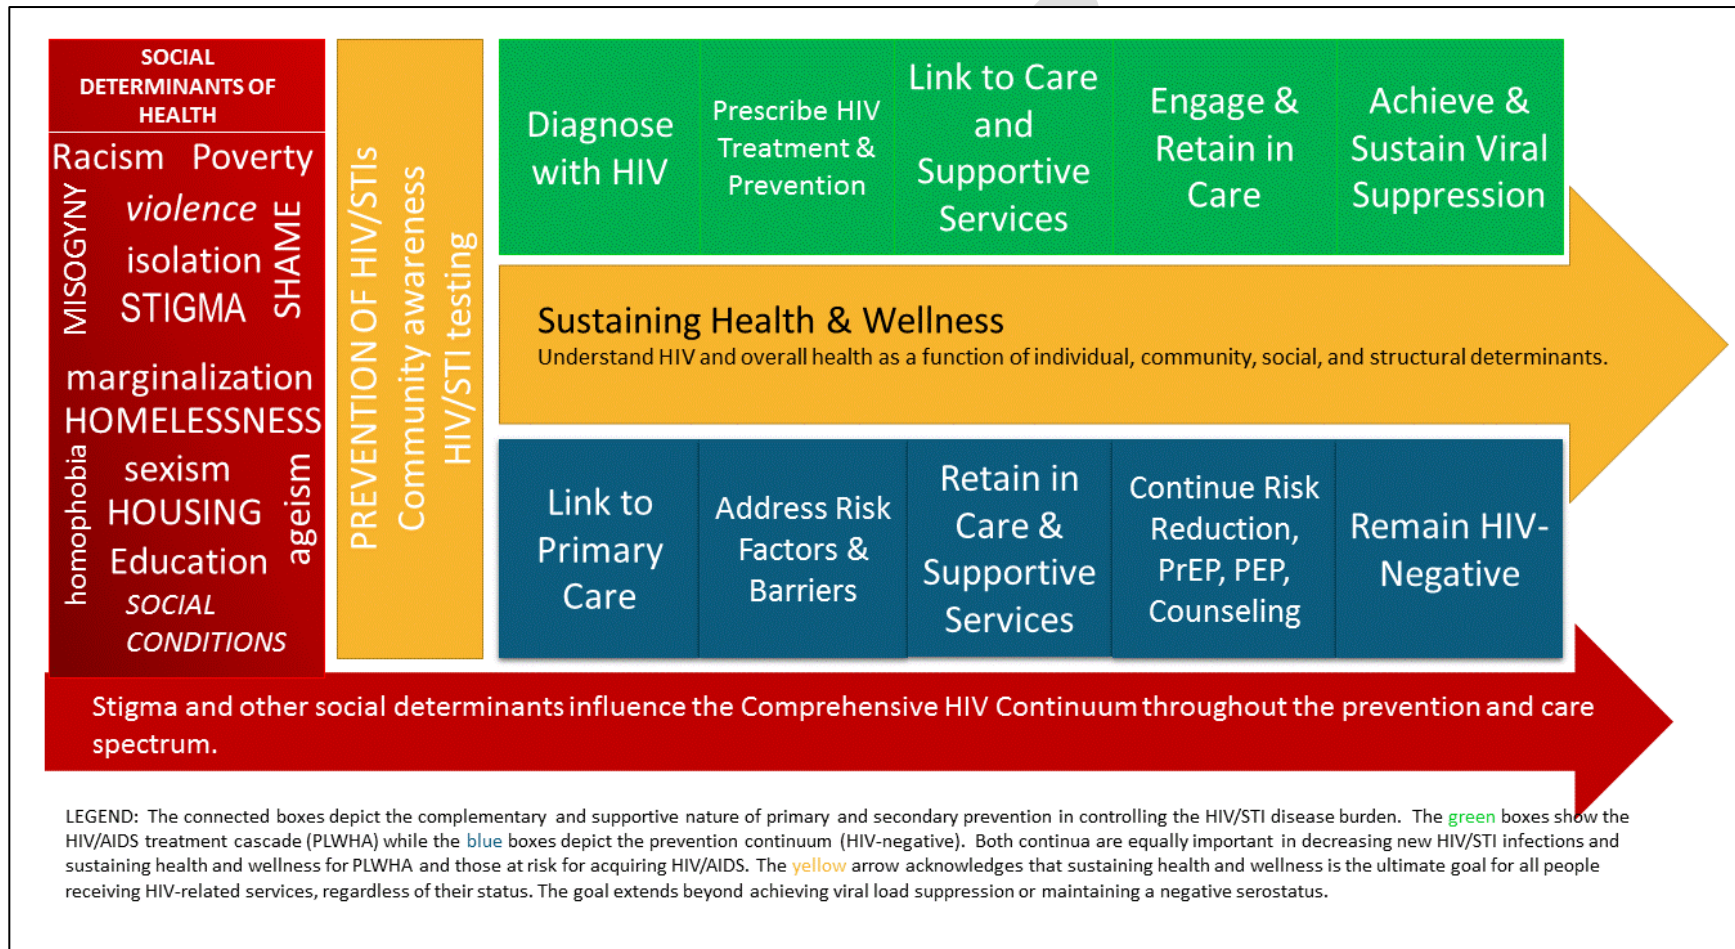 SOCIAL
DETERMINANTS OF
HEALTH
Racism Poverty
MISOGYNY
violence
SHAME
isolation
STIGMA
marginalization
HOMELESSNESS
homophobia
sexism
ageism
HOUSING
Education
SOCIAL
CONDITIONS
PREVENTION OF HIV/STIs
Community awareness
HIV/STI testing
Diagnose
with HIV
Prescribe HIV
Treatment &
Prevention
Link to Care
and
Supportive
Services
Engage &
Retain in
Care
Achieve &
Sustain Viral
Suppression
Sustaining Health & Wellness
Understand HIV and overall health as a function of individual, community, social, and structural determinants.
Link to
Primary
Care
Address Risk
Factors &
Barriers
Retain in
Care &
Supportive
Services
Continue Risk
Reduction,
PrEP, PEP,
Counseling
Remain HIV-
Negative
Stigma and other social determinants influence the Comprehensive HIV Continuum throughout the prevention and care
spectrum.
LEGEND: The connected boxes depict the complementary and supportive nature of primary and secondary prevention in controlling the HIV/STI disease burden. The green boxes show the
HIV/AIDS treatment cascade (PLWHA) while the blue boxes depict the prevention continuum (HIV-negative). Both continua are equally important in decreasing new HIV/STI infections and
sustaining health and wellness for PLWHA and those at risk for acquiring HIV/AIDS. The yellow arrow acknowledges that sustaining health and wellness is the ultimate goal for all people
receiving HIV-related services, regardless of their status. The goal extends beyond achieving viral load suppression or maintaining a negative serostatus.